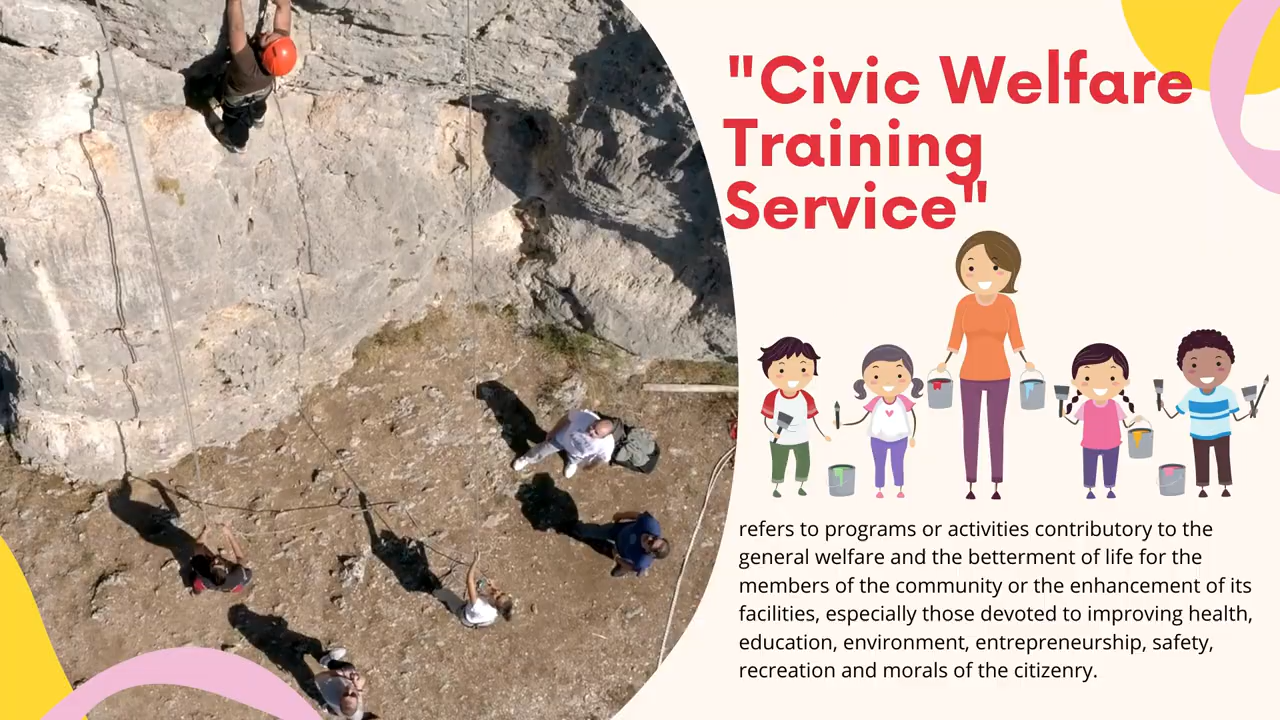 "Civic Welfare
Training
Service"
refers to programs or activities contributory to the
general welfare and the betterment of life for the
members of the community or the enhancement of its
facilities, especially those devoted to improving health,
education, environment, entrepreneurship, safety,
recreation and morals of the citizenry.